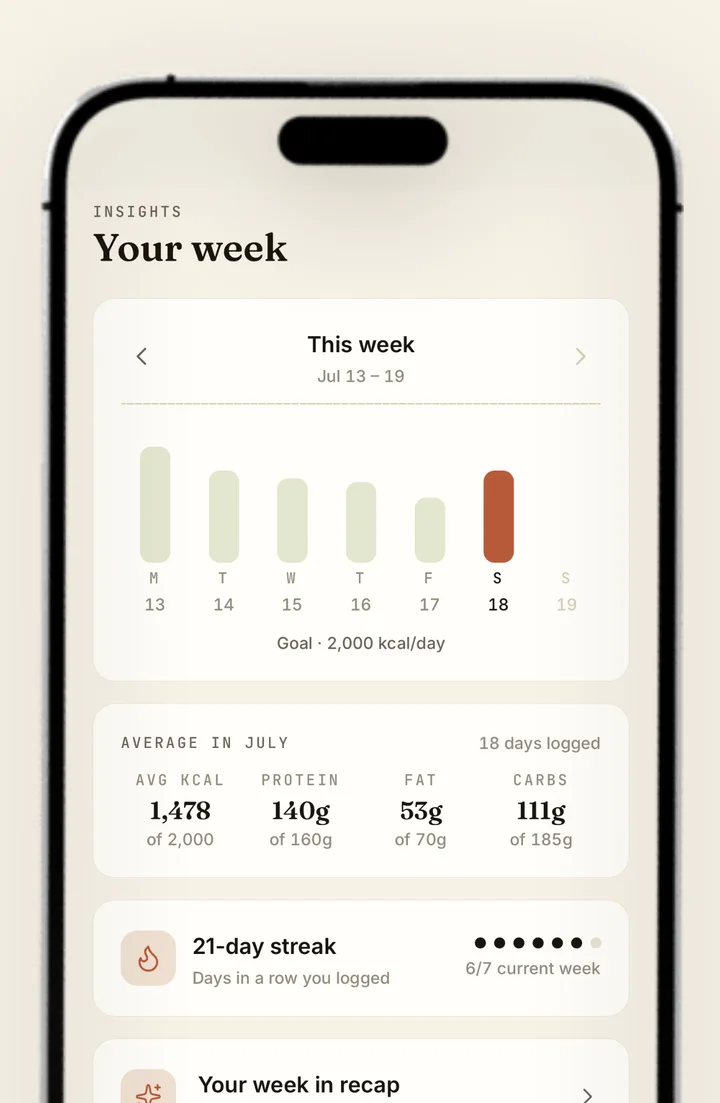 INSIGHTS
Your week
This week
Jul 13 – 19
M T W T F S S
13 14 15 16 17 18 19
Goal · 2,000 kcal/day
AVERAGE IN JULY 18 days logged
AVG KCAL PROTEIN FAT CARBS
1,478 140g 53g 111g
of 2,000 of 160g of 70g of 185g
21-day streak
6/7 current week
Days in a row you logged
Your week in recap